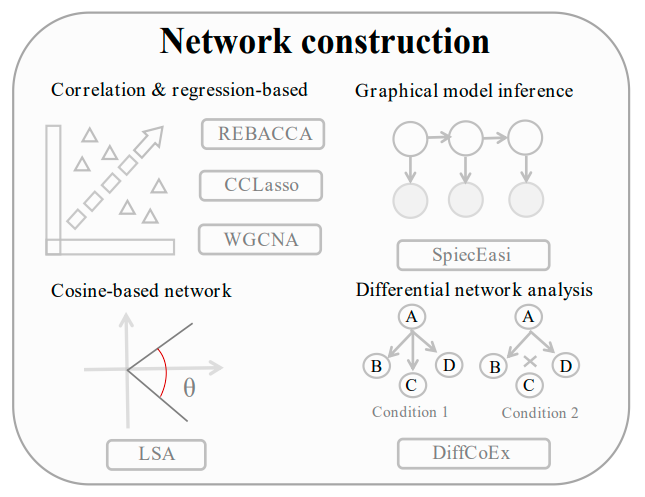 Network construction
Correlation & regression-based
REBACCA
CCLasso
WGCNA
Graphical model inference
SpiecEasi
Cosine-based network
θ
LSA
Differential network analysis
A
B
C
D
Condition 1
A
B
C
D
Condition 2
DiffCoEx